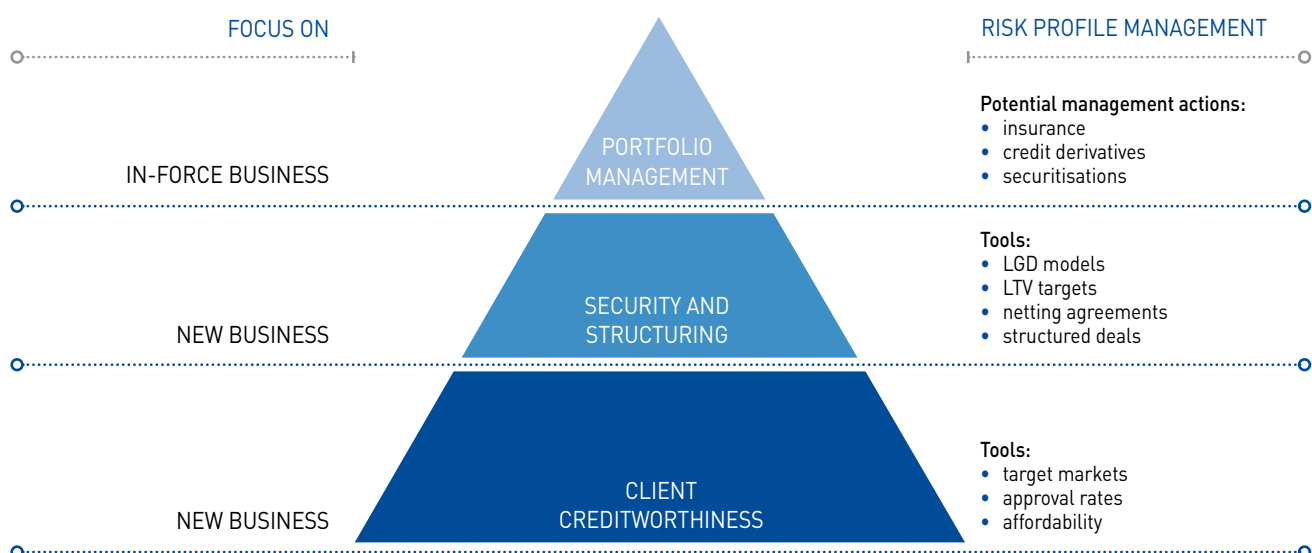 FOCUS ON
RISK PROFILE MANAGEMENT
IN-FORCE BUSINESS
PORTFOLIO
MANAGEMENT
Potential management actions:
• insurance
• credit derivatives
• securitisations
NEW BUSINESS
SECURITY AND
STRUCTURING
Tools:
• LGD models
• LTV targets
• netting agreements
• structured deals
NEW BUSINESS
CLIENT
CREDITWORTHINESS
Tools:
• target markets
• approval rates
• affordability